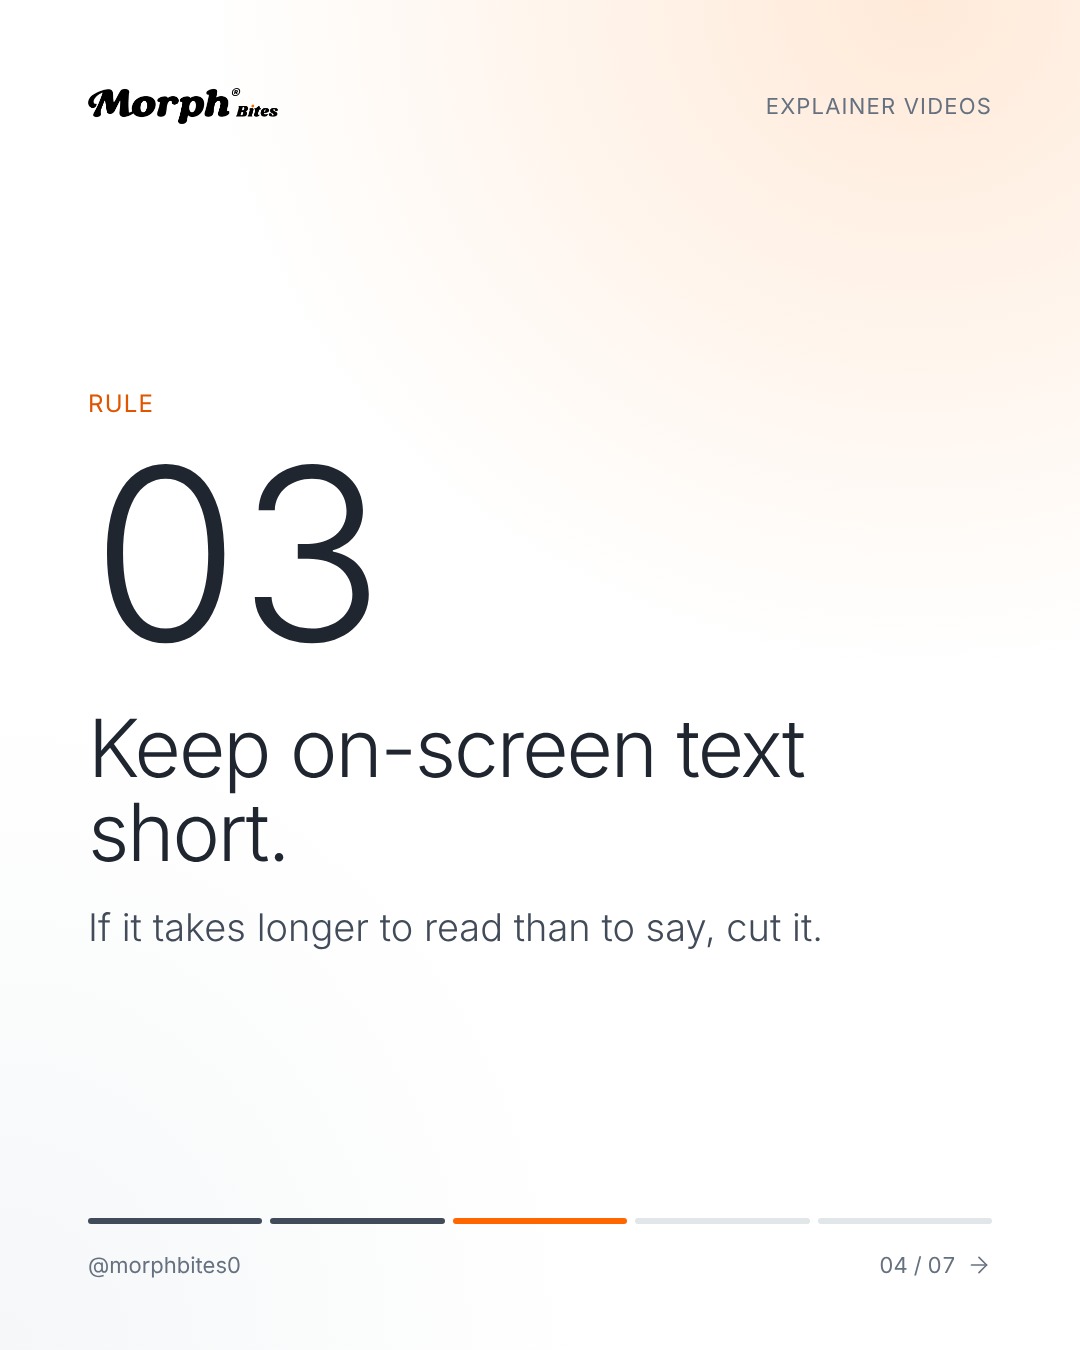 Morph® Bites
EXPLAINER VIDEOS
RULE
03
Keep on-screen text
short.
If it takes longer to read than to say, cut it.
@morphbites0
04 / 07 →